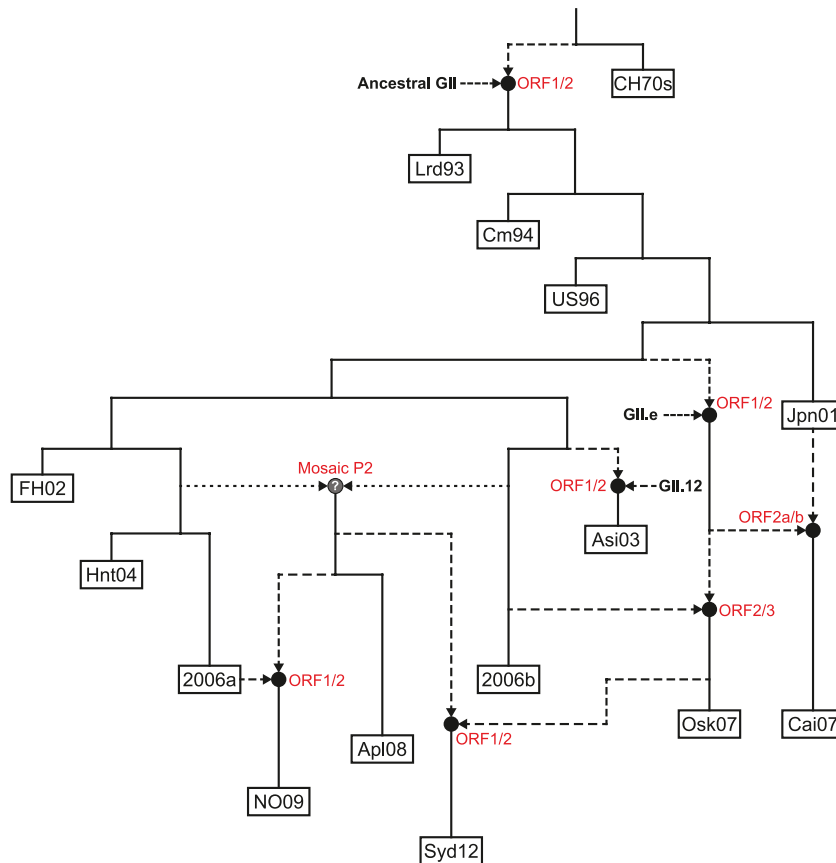 Ancestral GII
ORF1/2
CH70s
Lrd93
Cm94
US96
GII.e
ORF1/2
Jpn01
FH02
Mosaic P2
?
ORF1/2
GII.12
ORF2a/b
Asi03
Hnt04
ORF2/3
2006a
ORF1/2
2006b
Apl08
ORF1/2
Osk07
Cai07
NO09
Syd12